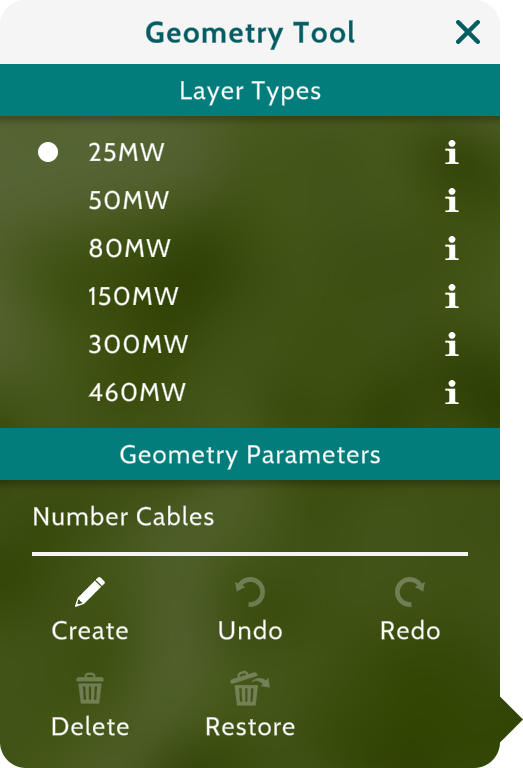 Geometry Tool
Layer Types
25MW
50MW
80MW
150MW
300MW
460MW
Geometry Parameters
Number Cables
Create Undo Redo
Delete Restore